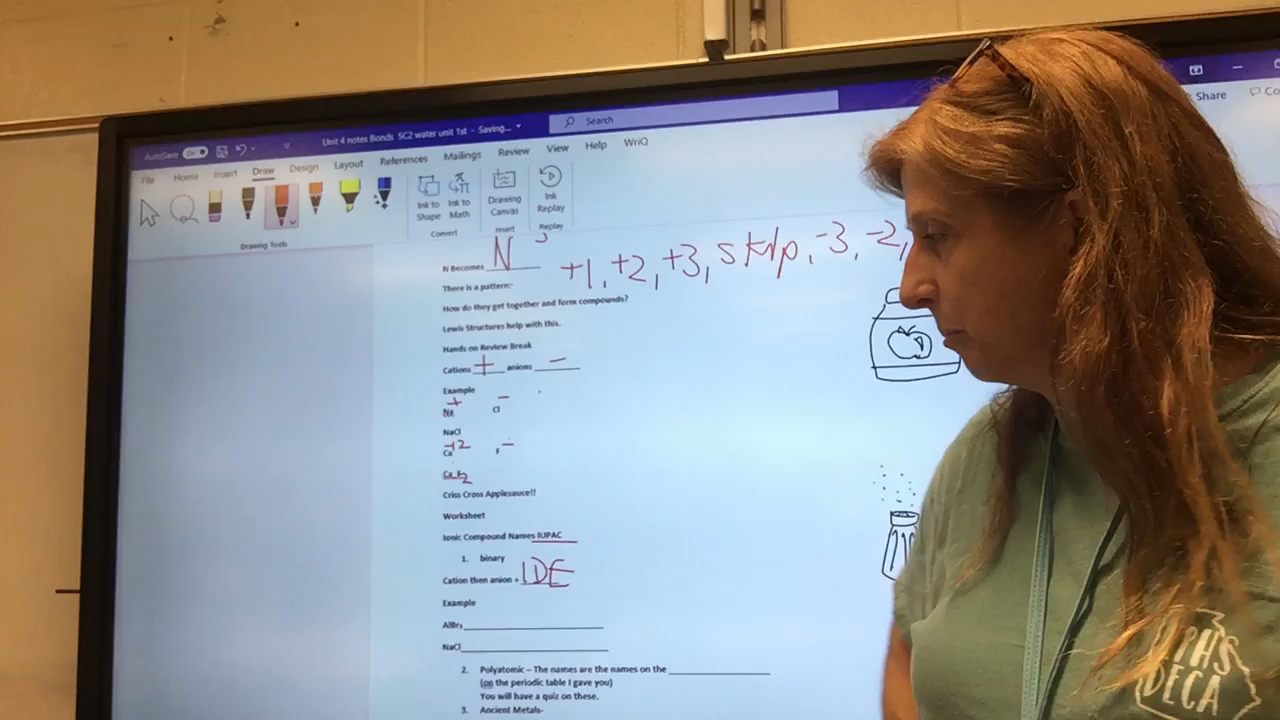 AutoSave On Unit 4 notes Bonds SC2 water unit 1st - Saving... Search
File Home Insert Draw Design Layout References Mailings Review View Help WriQ Share
Ink to Shape Ink to Math Drawing Canvas Ink Replay
Convert Insert Replay
Drawing Tools
N Becomes N 3 +1, +2, +3, skip, -3, -2,
There is a pattern:
How do they get together and form compounds?
Lewis Structures help with this.
Hands on Review Break
Cations + anions -
Example
Na + Cl -
NaCl
Ca +2 F -
CaF2
Criss Cross Applesauce!!
Worksheet
Ionic Compound Names IUPAC
1. binary
Cation then anion + IDE
Example
AlBr3
NaCl
2. Polyatomic – The names are the names on the
(on the periodic table I gave you)
You will have a quiz on these.
3. Ancient Metals-
PHS
DECA